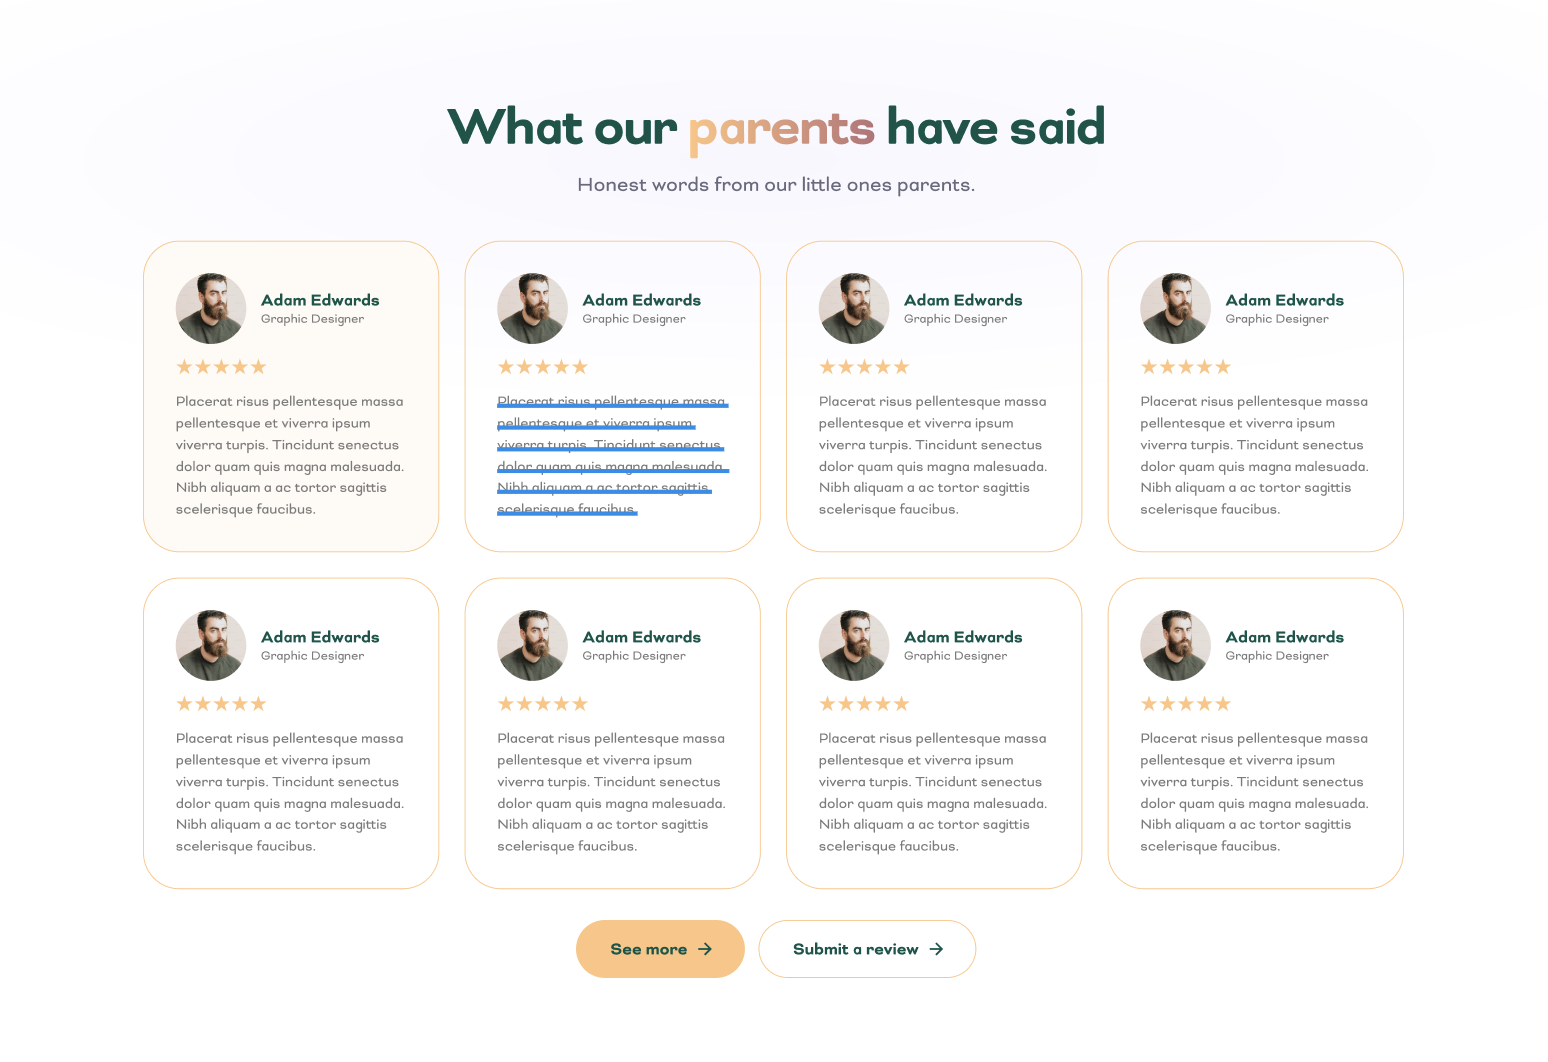 What our parents have said
Honest words from our little ones parents.
Adam Edwards
Graphic Designer
Placerat risus pellentesque massa
pellentesque et viverra ipsum
viverra turpis. Tincidunt senectus
dolor quam quis magna malesuada.
Nibh aliquam a ac tortor sagittis
scelerisque faucibus.
Adam Edwards
Graphic Designer
Placerat risus pellentesque massa
pellentesque et viverra ipsum
viverra turpis. Tincidunt senectus
dolor quam quis magna malesuada.
Nibh aliquam a ac tortor sagittis
scelerisque faucibus.
Adam Edwards
Graphic Designer
Placerat risus pellentesque massa
pellentesque et viverra ipsum
viverra turpis. Tincidunt senectus
dolor quam quis magna malesuada.
Nibh aliquam a ac tortor sagittis
scelerisque faucibus.
Adam Edwards
Graphic Designer
Placerat risus pellentesque massa
pellentesque et viverra ipsum
viverra turpis. Tincidunt senectus
dolor quam quis magna malesuada.
Nibh aliquam a ac tortor sagittis
scelerisque faucibus.
Adam Edwards
Graphic Designer
Placerat risus pellentesque massa
pellentesque et viverra ipsum
viverra turpis. Tincidunt senectus
dolor quam quis magna malesuada.
Nibh aliquam a ac tortor sagittis
scelerisque faucibus.
Adam Edwards
Graphic Designer
Placerat risus pellentesque massa
pellentesque et viverra ipsum
viverra turpis. Tincidunt senectus
dolor quam quis magna malesuada.
Nibh aliquam a ac tortor sagittis
scelerisque faucibus.
Adam Edwards
Graphic Designer
Placerat risus pellentesque massa
pellentesque et viverra ipsum
viverra turpis. Tincidunt senectus
dolor quam quis magna malesuada.
Nibh aliquam a ac tortor sagittis
scelerisque faucibus.
Adam Edwards
Graphic Designer
Placerat risus pellentesque massa
pellentesque et viverra ipsum
viverra turpis. Tincidunt senectus
dolor quam quis magna malesuada.
Nibh aliquam a ac tortor sagittis
scelerisque faucibus.
See more →
Submit a review →